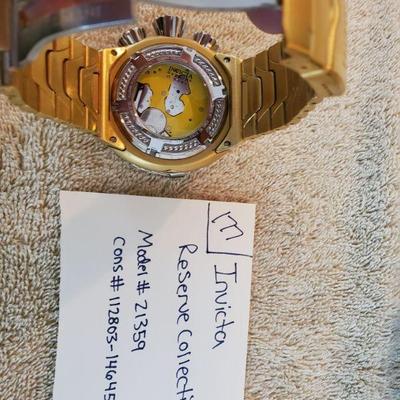 m
Invicta
Reserve Collecti
Model # 21359
Cons # 112803-14645